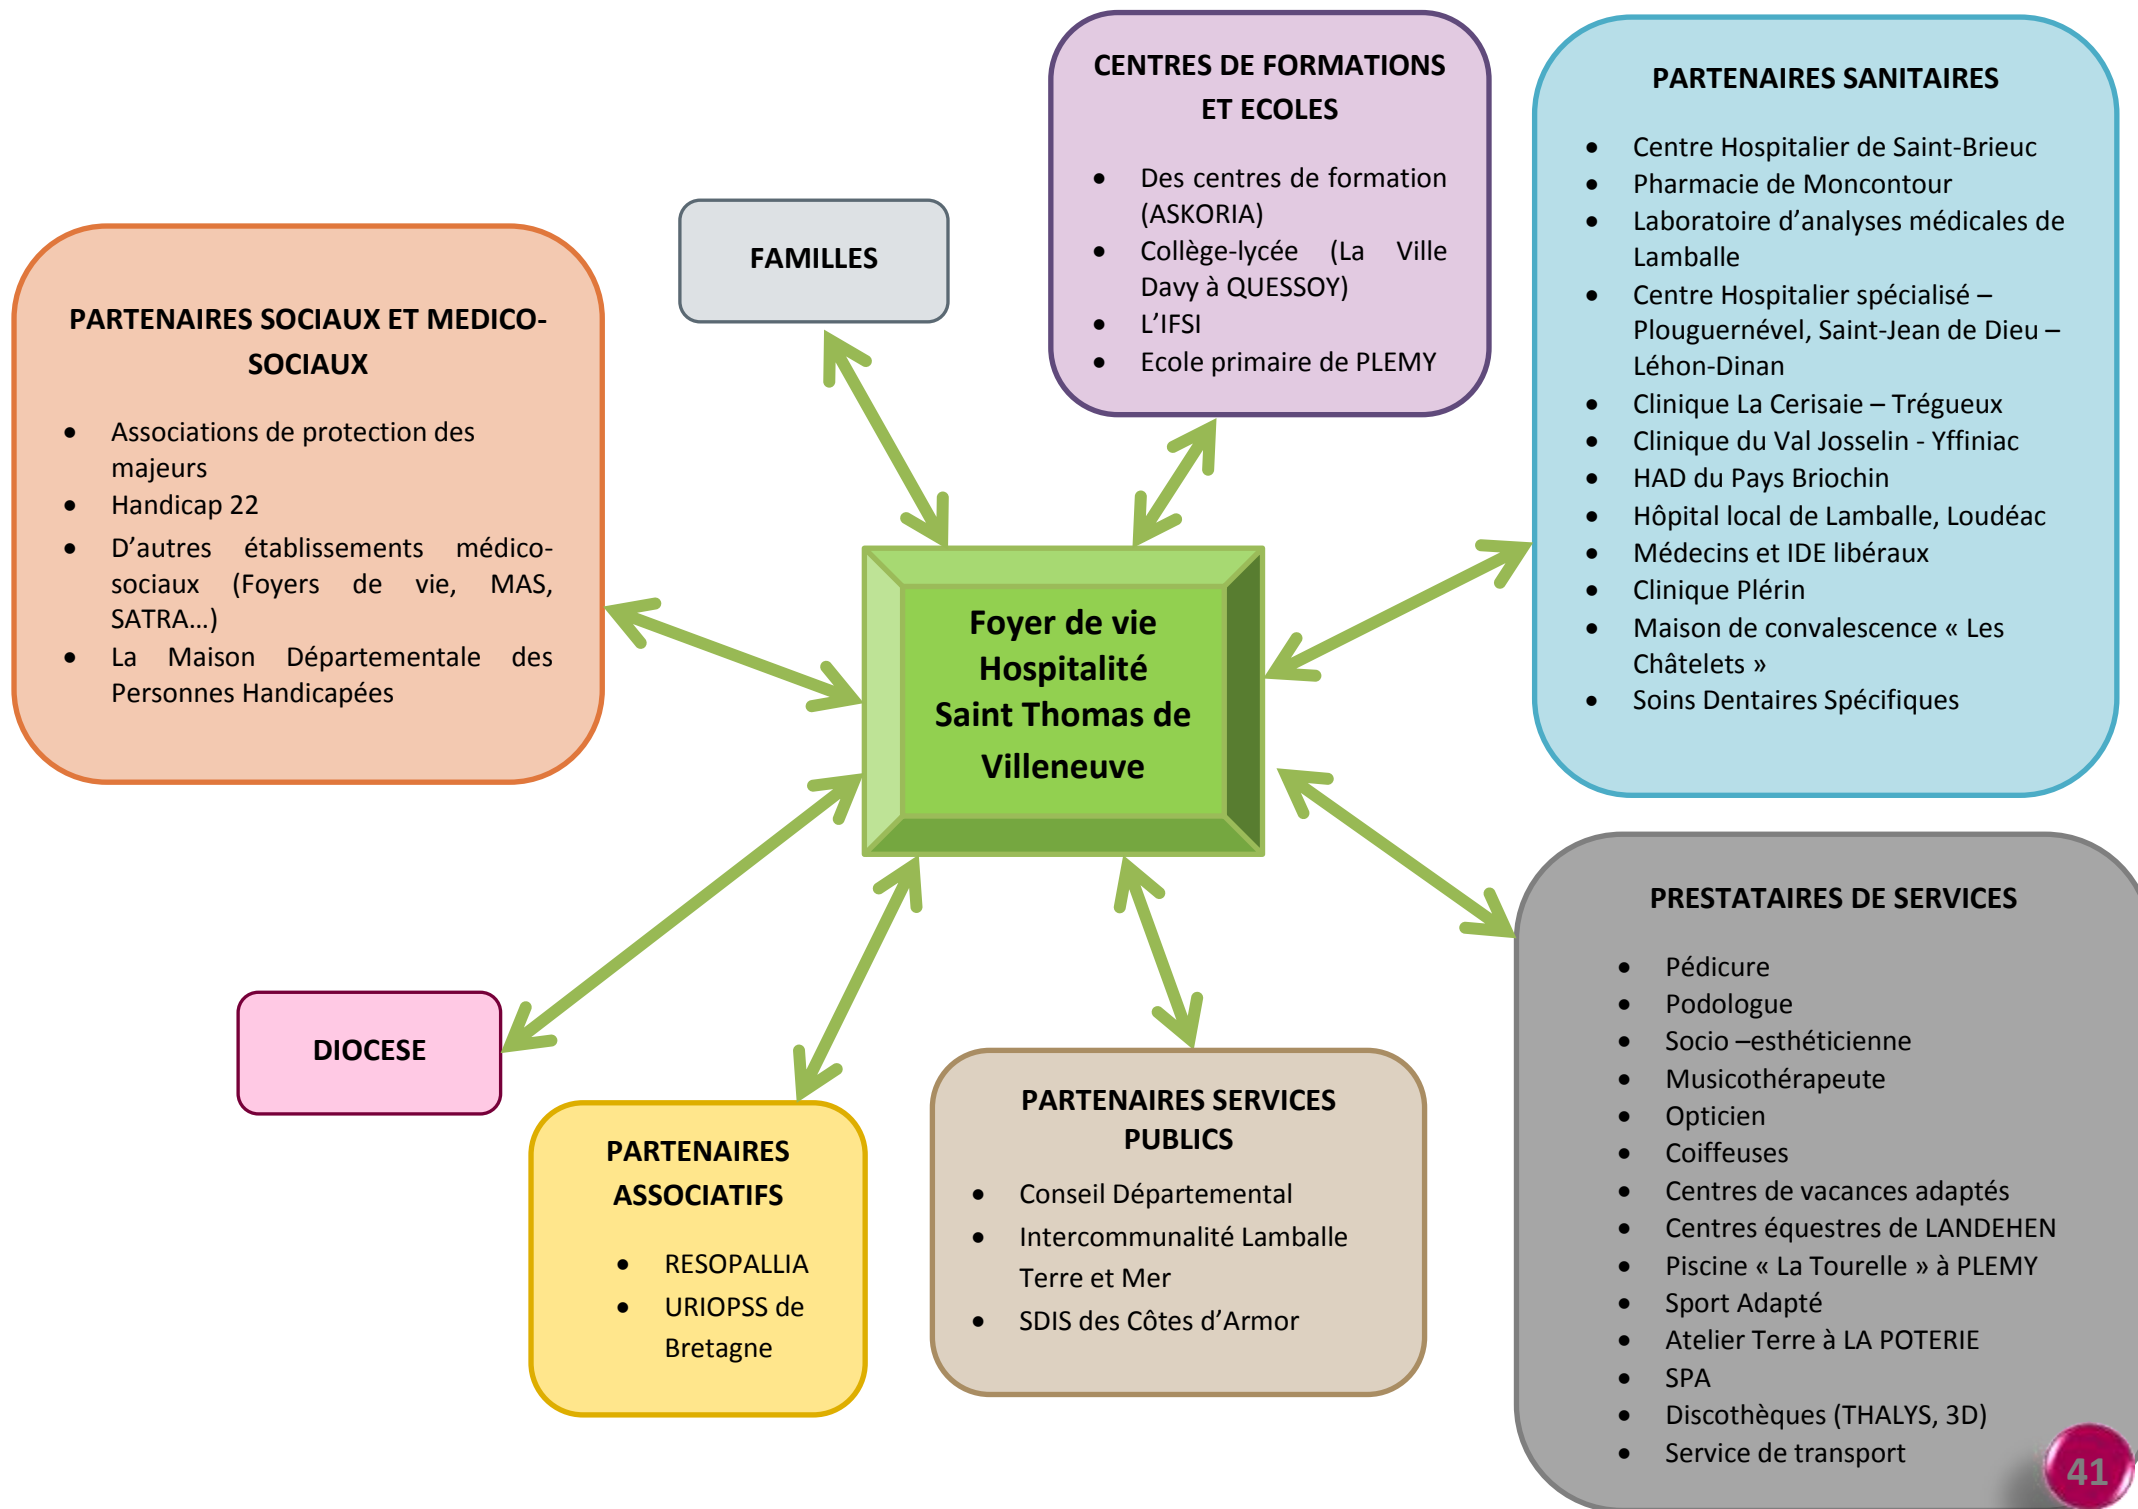 CENTRES DE FORMATIONS
ET ECOLES
• Des centres de formation
(ASKORIA)
• Collège-lycée (La Ville
Davy à QUESSOY)
• L’IFSI
• Ecole primaire de PLEMY
PARTENAIRES SANITAIRES
• Centre Hospitalier de Saint-Brieuc
• Pharmacie de Moncontour
• Laboratoire d’analyses médicales de
Lamballe
• Centre Hospitalier spécialisé –
Plouguernével, Saint-Jean de Dieu –
Léhon-Dinan
• Clinique La Cerisaie – Trégueux
• Clinique du Val Josselin - Yffiniac
• HAD du Pays Briochin
• Hôpital local de Lamballe, Loudéac
• Médecins et IDE libéraux
• Clinique Plérin
• Maison de convalescence « Les
Châtelets »
• Soins Dentaires Spécifiques
FAMILLES
PARTENAIRES SOCIAUX ET MEDICO-
SOCIAUX
• Associations de protection des
majeurs
• Handicap 22
• D’autres établissements médico-
sociaux (Foyers de vie, MAS,
SATRA…)
• La Maison Départementale des
Personnes Handicapées
Foyer de vie
Hospitalité
Saint Thomas de
Villeneuve
PRESTATAIRES DE SERVICES
• Pédicure
• Podologue
• Socio –esthéticienne
• Musicothérapeute
• Opticien
• Coiffeuses
• Centres de vacances adaptés
• Centres équestres de LANDEHEN
• Piscine « La Tourelle » à PLEMY
• Sport Adapté
• Atelier Terre à LA POTERIE
• SPA
• Discothèques (THALYS, 3D)
• Service de transport
DIOCESE
PARTENAIRES
ASSOCIATIFS
• RESOPALLIA
• URIOPSS de
Bretagne
PARTENAIRES SERVICES
PUBLICS
• Conseil Départemental
• Intercommunalité Lamballe
Terre et Mer
• SDIS des Côtes d’Armor
41